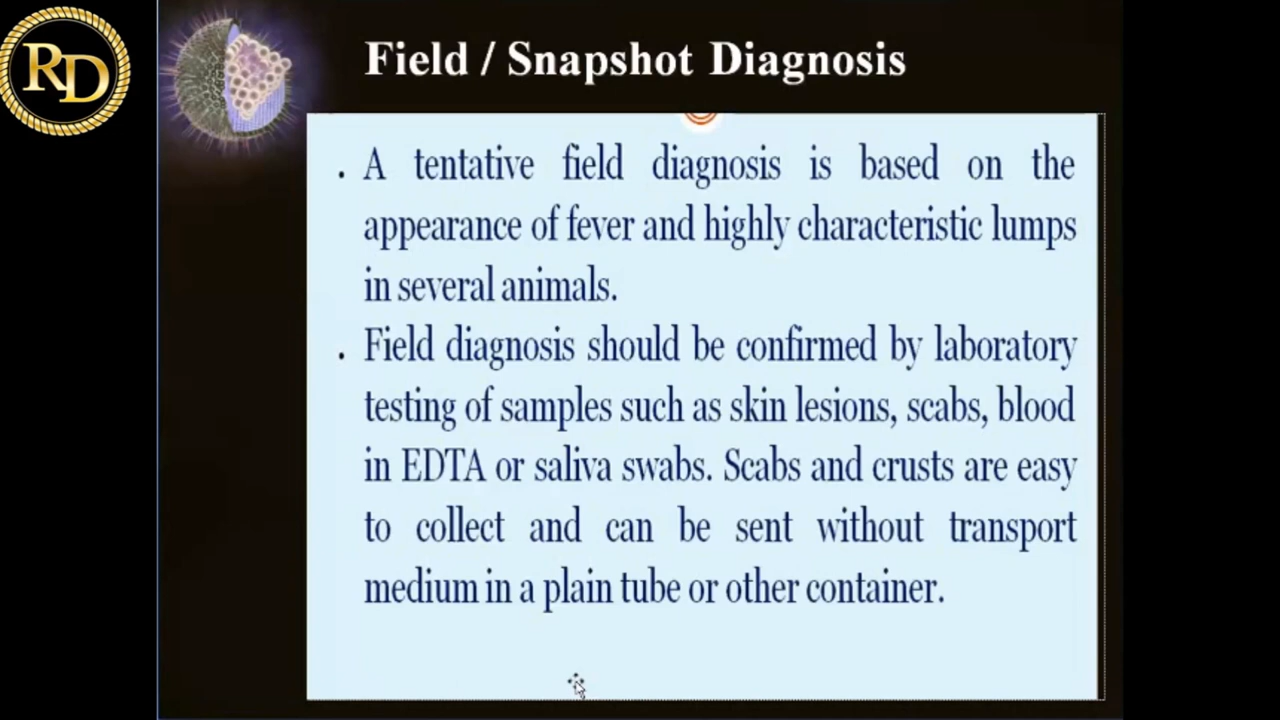 RD
Field / Snapshot Diagnosis
. A tentative field diagnosis is based on the
appearance of fever and highly characteristic lumps
in several animals.
. Field diagnosis should be confirmed by laboratory
testing of samples such as skin lesions, scabs, blood
in EDTA or saliva swabs. Scabs and crusts are easy
to collect and can be sent without transport
medium in a plain tube or other container.